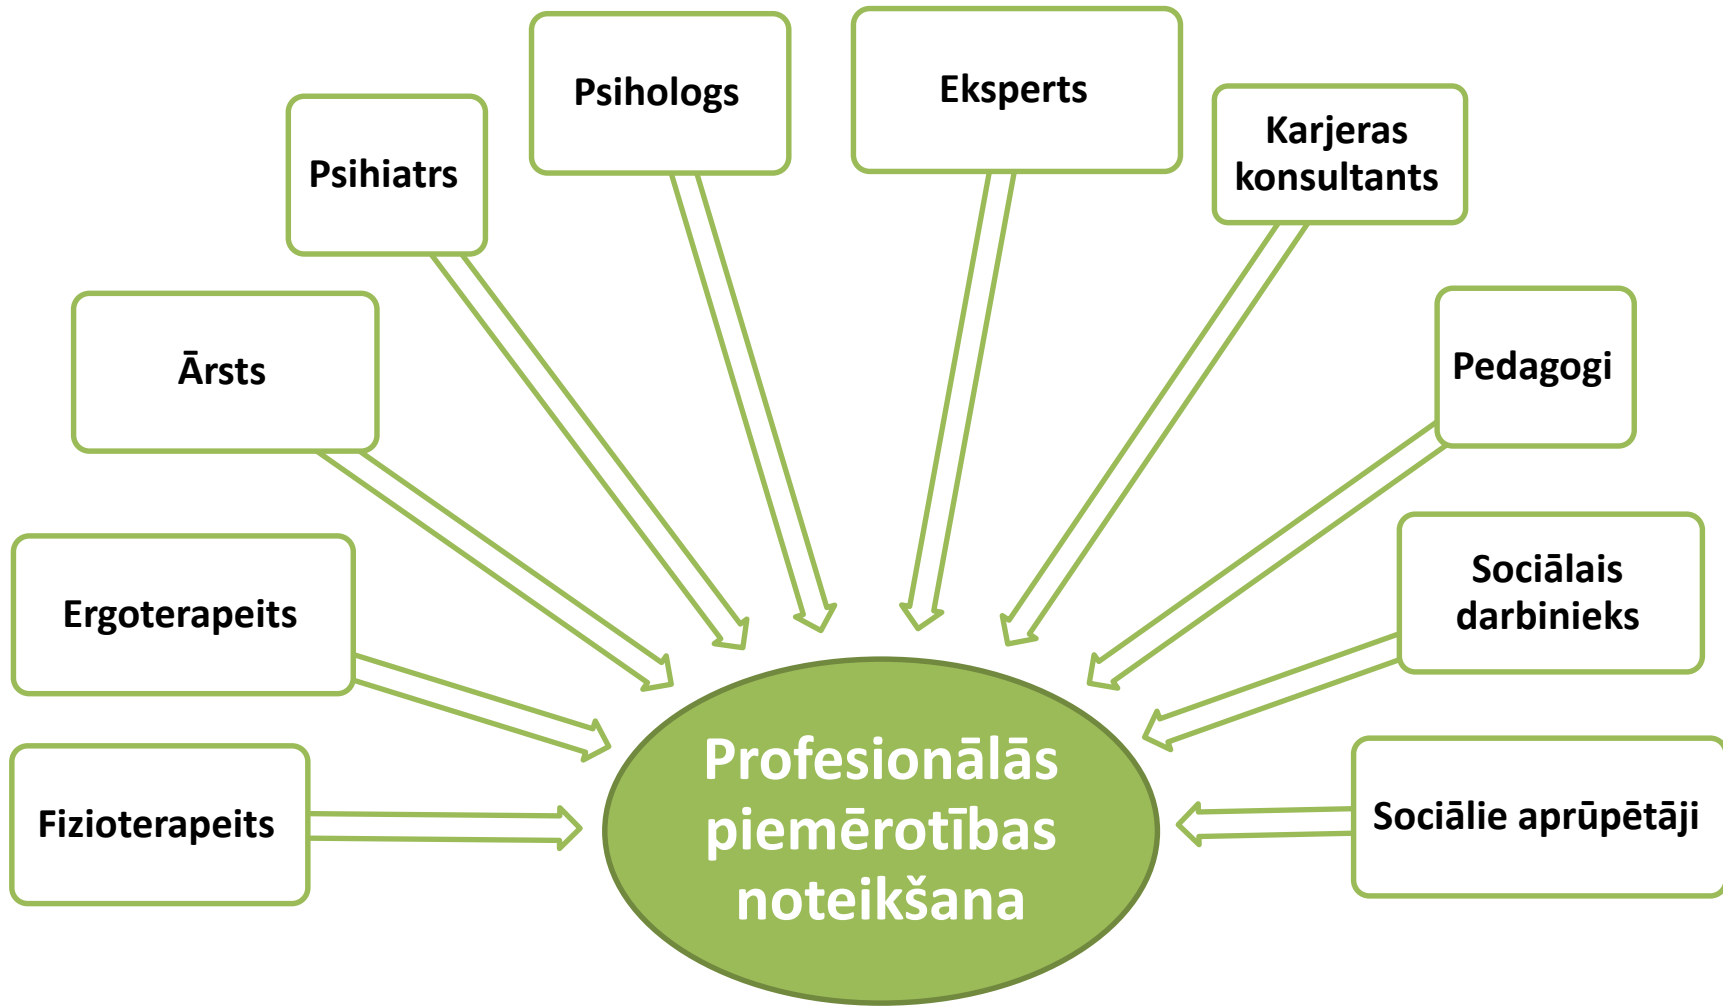 Psihologs
Eksperts
Karjeras
konsultants
Psihiatrs
Pedagogi
Ārsts
Sociālais
darbinieks
Ergoterapeits
Profesionālās
piemērotības
noteikšana
Fizioterapeits
Sociālie aprūpētāji